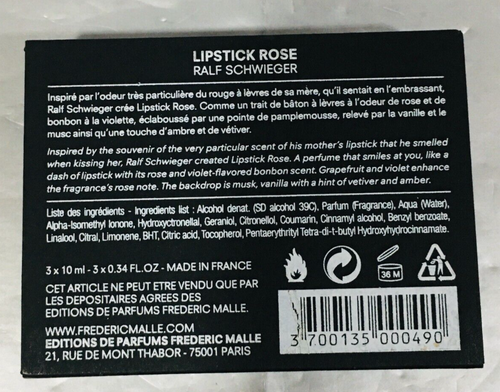 LIPSTICK ROSE
RALF SCHWIEGER
Inspiré par l'odeur très particulière du rouge à lèvres de sa mère, qu'il sentait en l'embrassant,
Ralf Schwieger crée Lipstick Rose. Comme un trait de bâton à lèvres à l'odeur de rose et de
bonbon à la violette, éclaboussée par une pointe de pamplemousse, relevé par la vanille et le
musc ainsi qu'une touche d'ambre et de vétiver.
Inspired by the souvenir of the very particular scent of his mother's lipstick that he smelled
when kissing her, Ralf Schwieger created Lipstick Rose. A perfume that smiles at you, like a
dash of lipstick with its rose and violet-flavored bonbon scent. Grapefruit and violet enhance
the fragrance's rose note. The backdrop is musk, vanilla with a hint of vetiver and amber.
Liste des ingrédients - Ingredients list : Alcohol denat. (SD alcohol 39C), Parfum (Fragrance), Aqua (Water),
Alpha-Isomethyl Ionone, Hydroxycitronellal, Geraniol, Citronellol, Coumarin, Cinnamyl alcohol, Benzyl benzoate,
Linalool, Citral, Limonene, BHT, Citric acid, Tocopherol, Pentaerythrityl Tetra-di-t-butyl Hydroxyhydrocinnamate.
3 x 10 ml - 3 x 0.34 FL.OZ - MADE IN FRANCE
36 M
CET ARTICLE NE PEUT ETRE VENDU QUE PAR
LES DEPOSITAIRES AGREES DES
EDITIONS DE PARFUMS FREDERIC MALLE
WWW.FREDERICMALLE.COM
EDITIONS DE PARFUMS FREDERIC MALLE
21, RUE DE MONT THABOR - 75001 PARIS
3 700135 000490